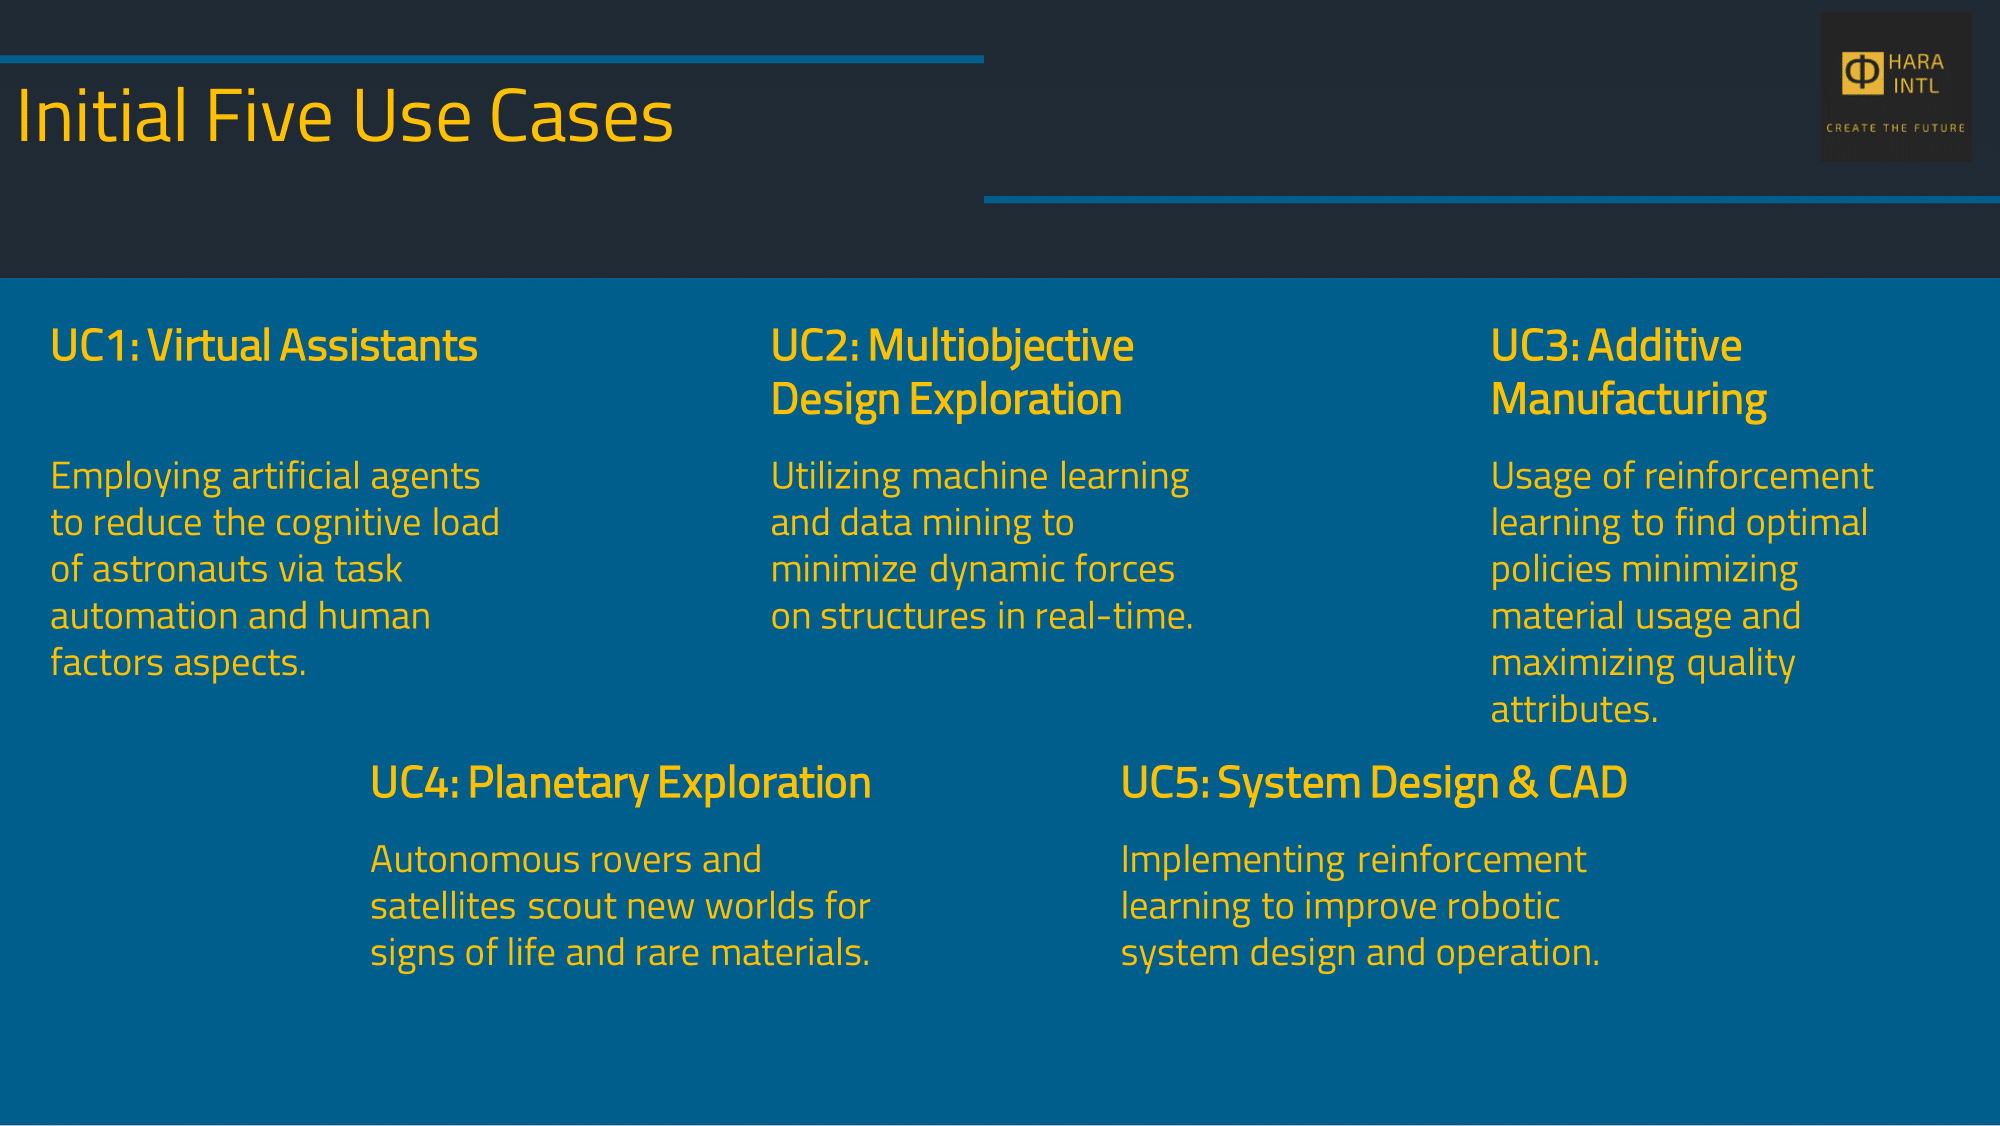 Initial Five Use Cases
Φ HARA
INTL
CREATE THE FUTURE
UC1: Virtual Assistants
Employing artificial agents
to reduce the cognitive load
of astronauts via task
automation and human
factors aspects.
UC2: Multiobjective
Design Exploration
Utilizing machine learning
and data mining to
minimize dynamic forces
on structures in real-time.
UC3: Additive
Manufacturing
Usage of reinforcement
learning to find optimal
policies minimizing
material usage and
maximizing quality
attributes.
UC4: Planetary Exploration
Autonomous rovers and
satellites scout new worlds for
signs of life and rare materials.
UC5: System Design & CAD
Implementing reinforcement
learning to improve robotic
system design and operation.